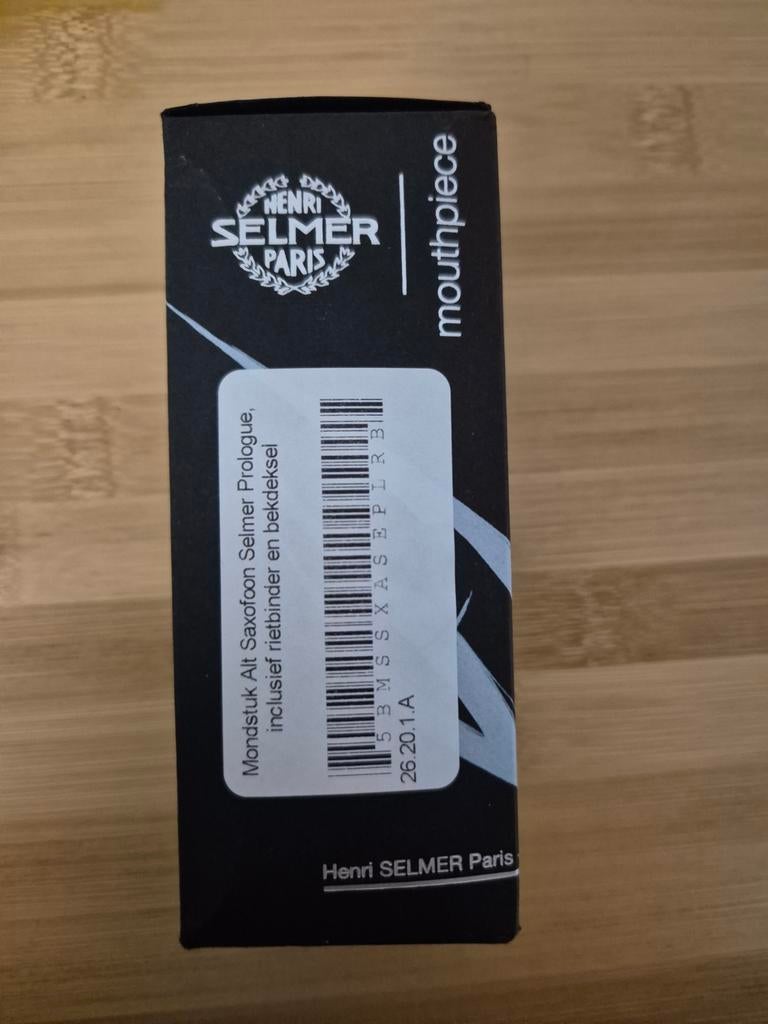 HENRI
SELMER
PARIS
mouthpiece
Mondstuk Alt Saxofoon Selmer Prologue,
inclusief rietbinder en bekdeksel
5BMSSXASEPLRB
26.20.1.A
Henri SELMER Paris